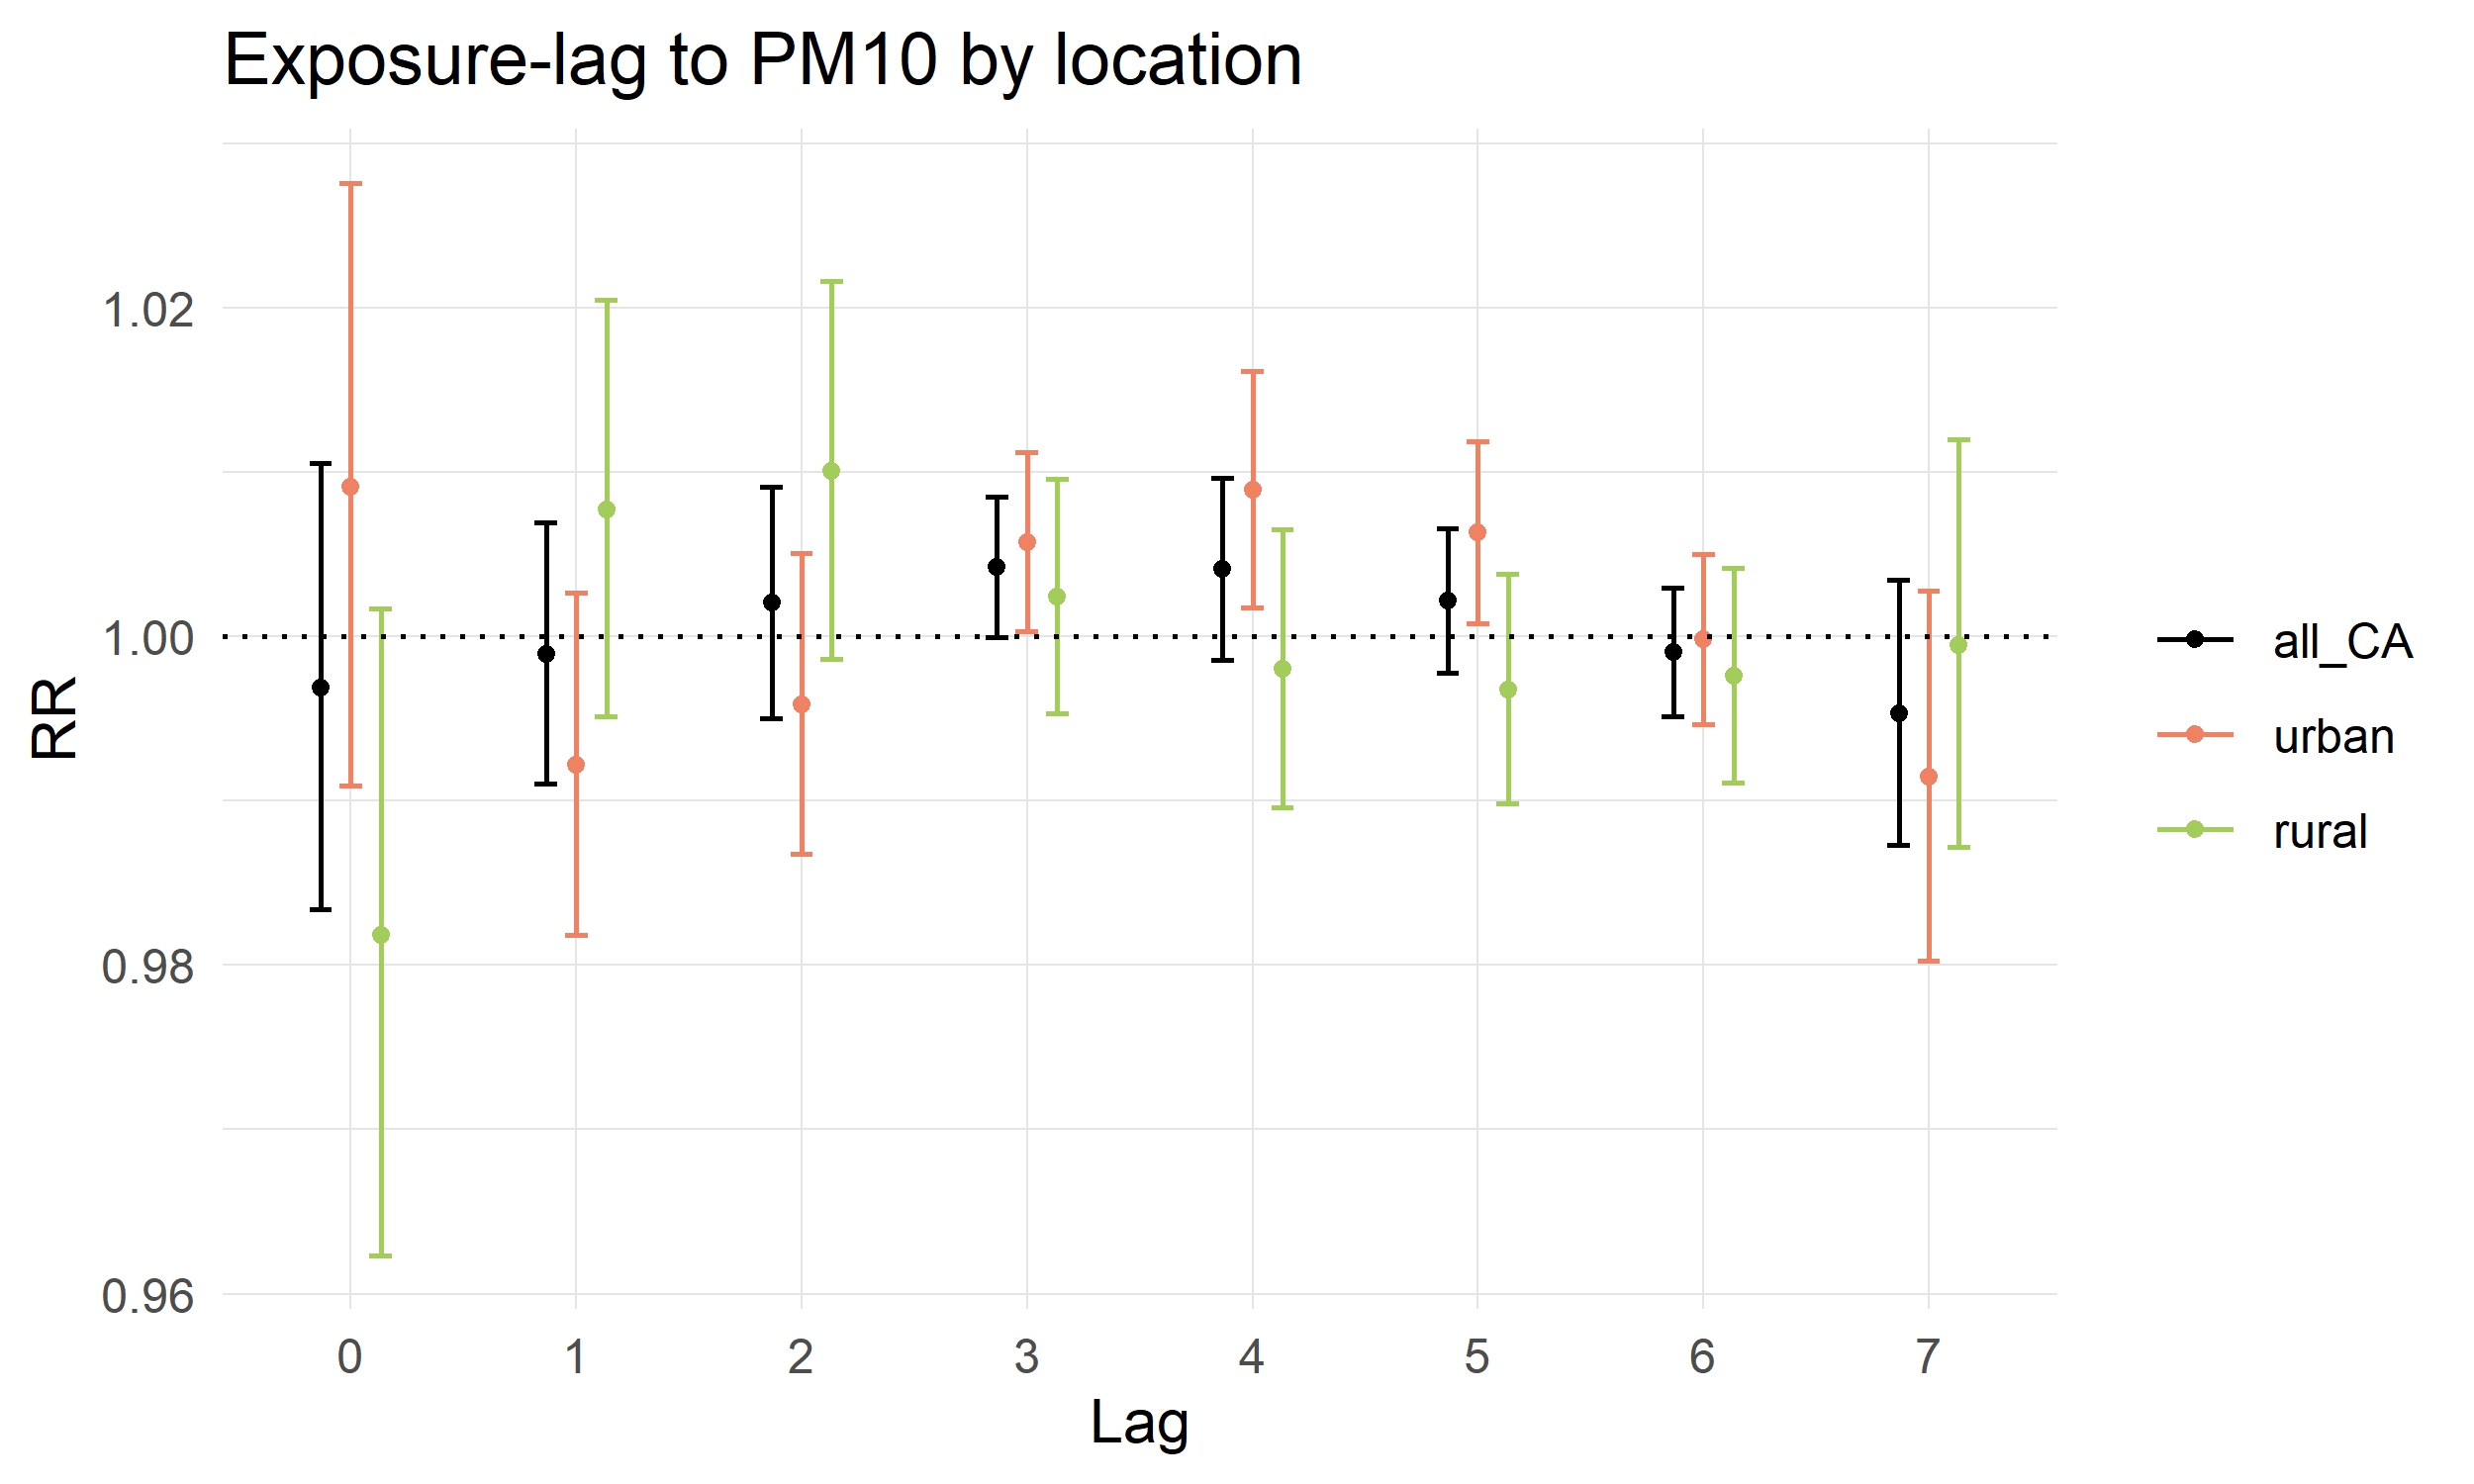 Exposure-lag to PM10 by location
1.02
1.00
0.98
0.96
RR
0 1 2 3 4 5 6 7
Lag
all_CA
urban
rural